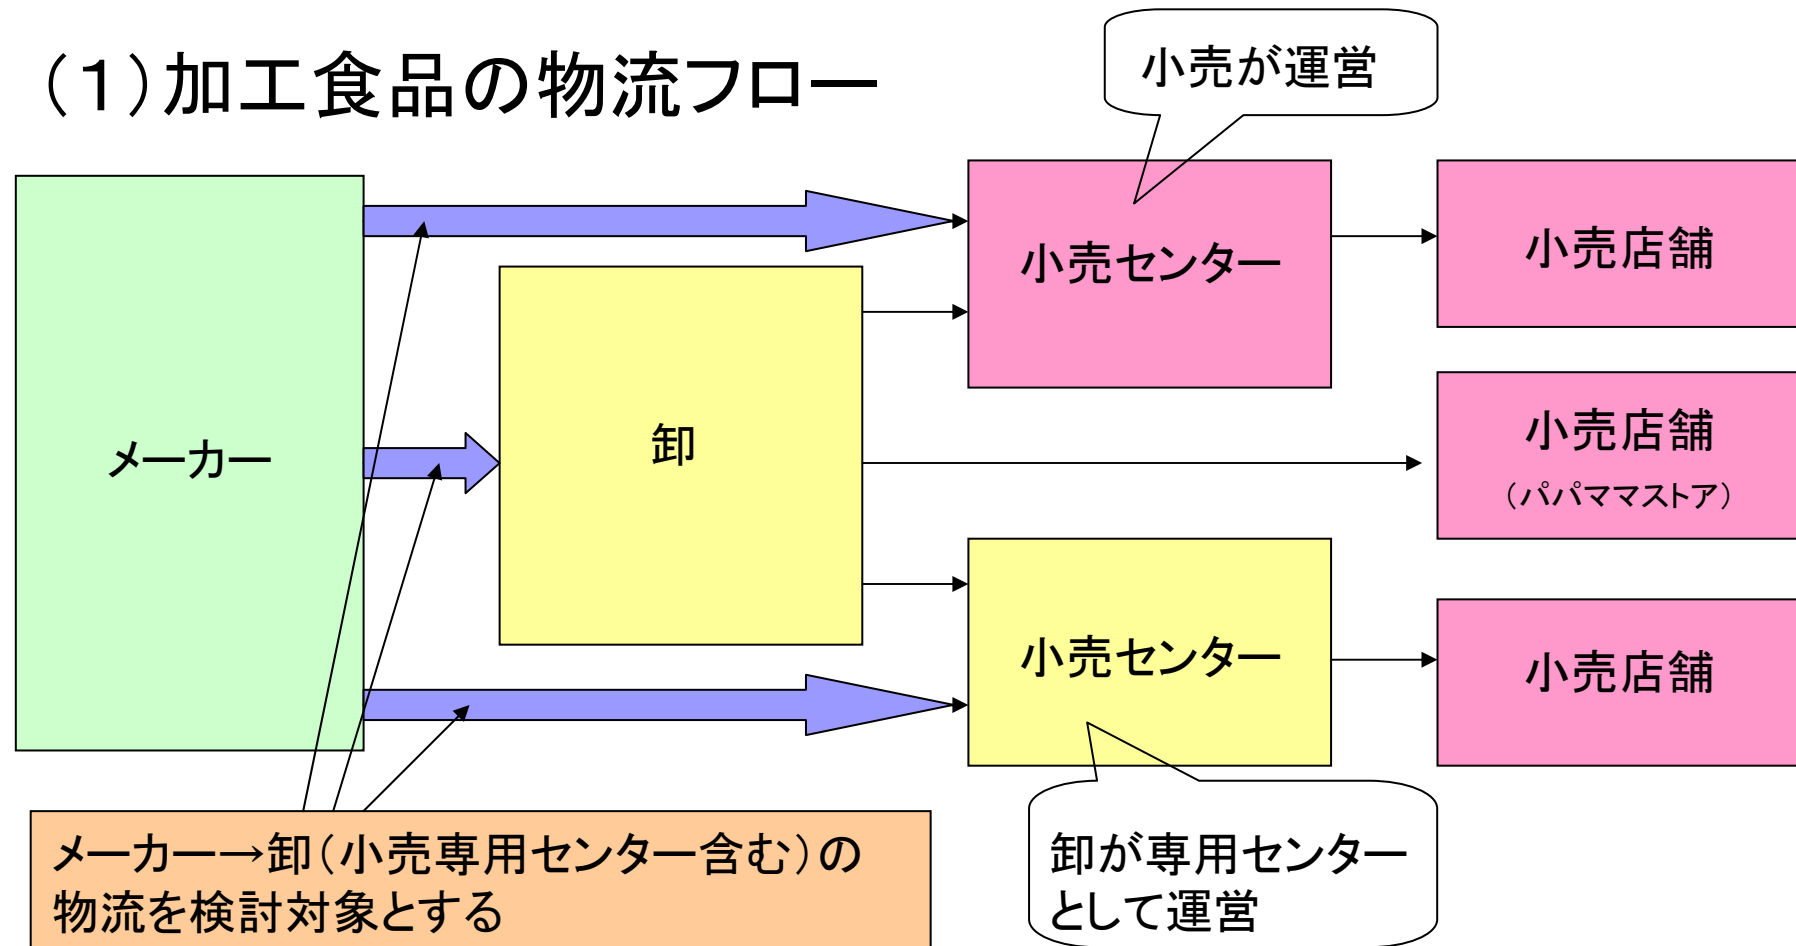 （１）加工食品の物流フロー
小売が運営
メーカー
卸
小売センター
小売店舗
小売店舗
（パパママストア）
小売センター
小売店舗
メーカー→卸（小売専用センター含む）の
物流を検討対象とする
卸が専用センター
として運営